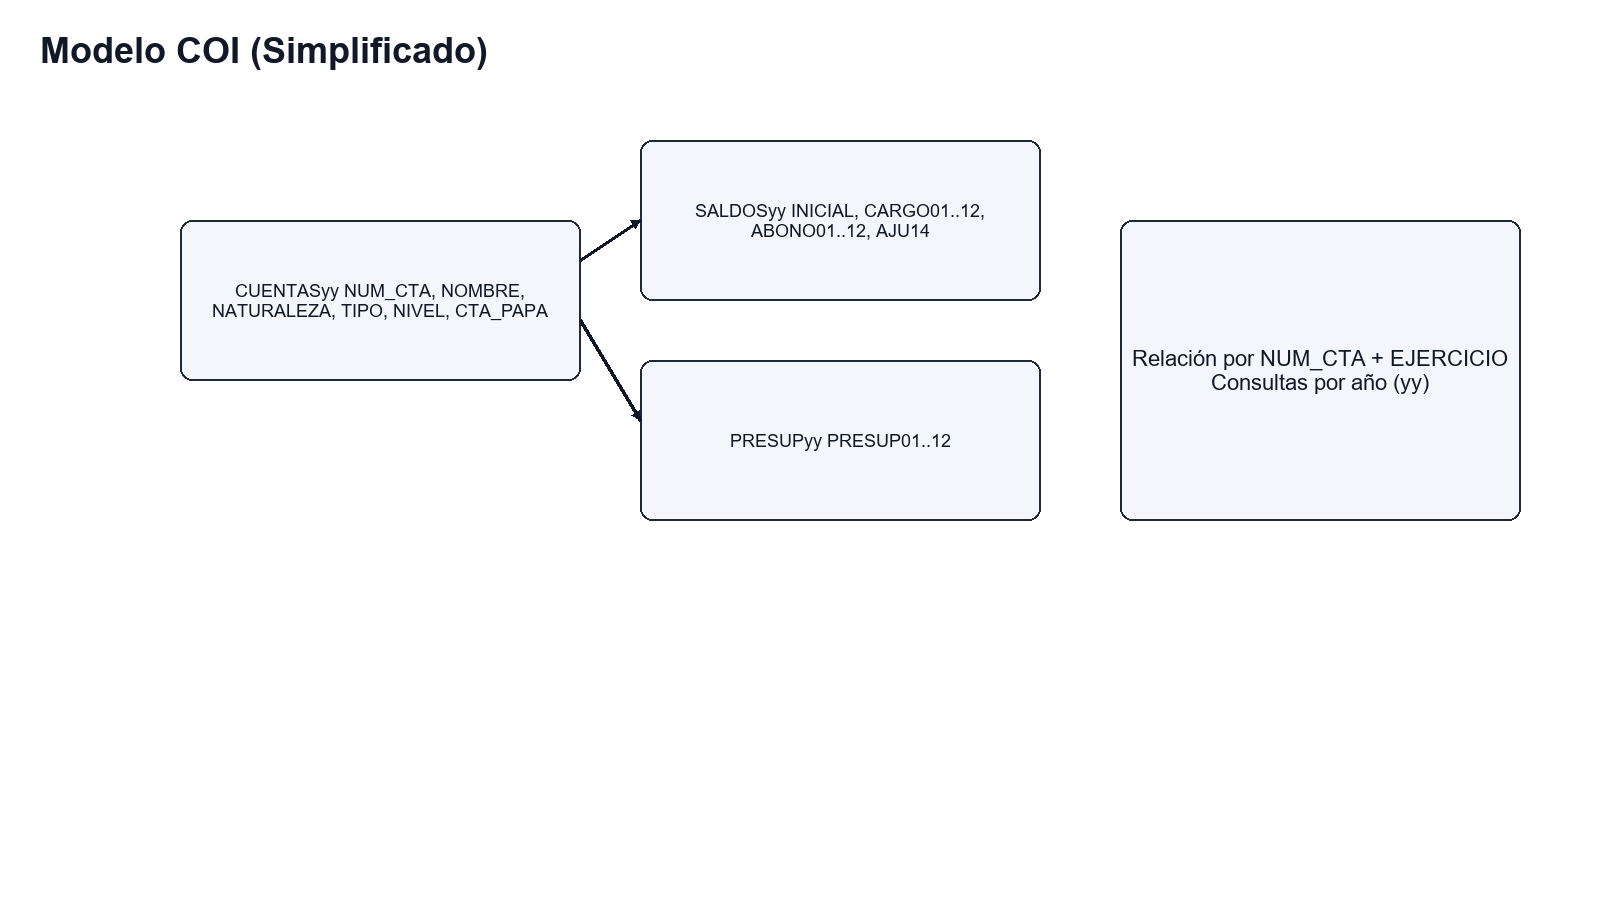 Modelo COI (Simplificado)
SALDOSyy INICIAL, CARGO01..12,
ABONO01..12, AJU14
CUENTASyy NUM_CTA, NOMBRE,
NATURALEZA, TIPO, NIVEL, CTA_PAPA
PRESUPyy PRESUP01..12
Relación por NUM_CTA + EJERCICIO
Consultas por año (yy)